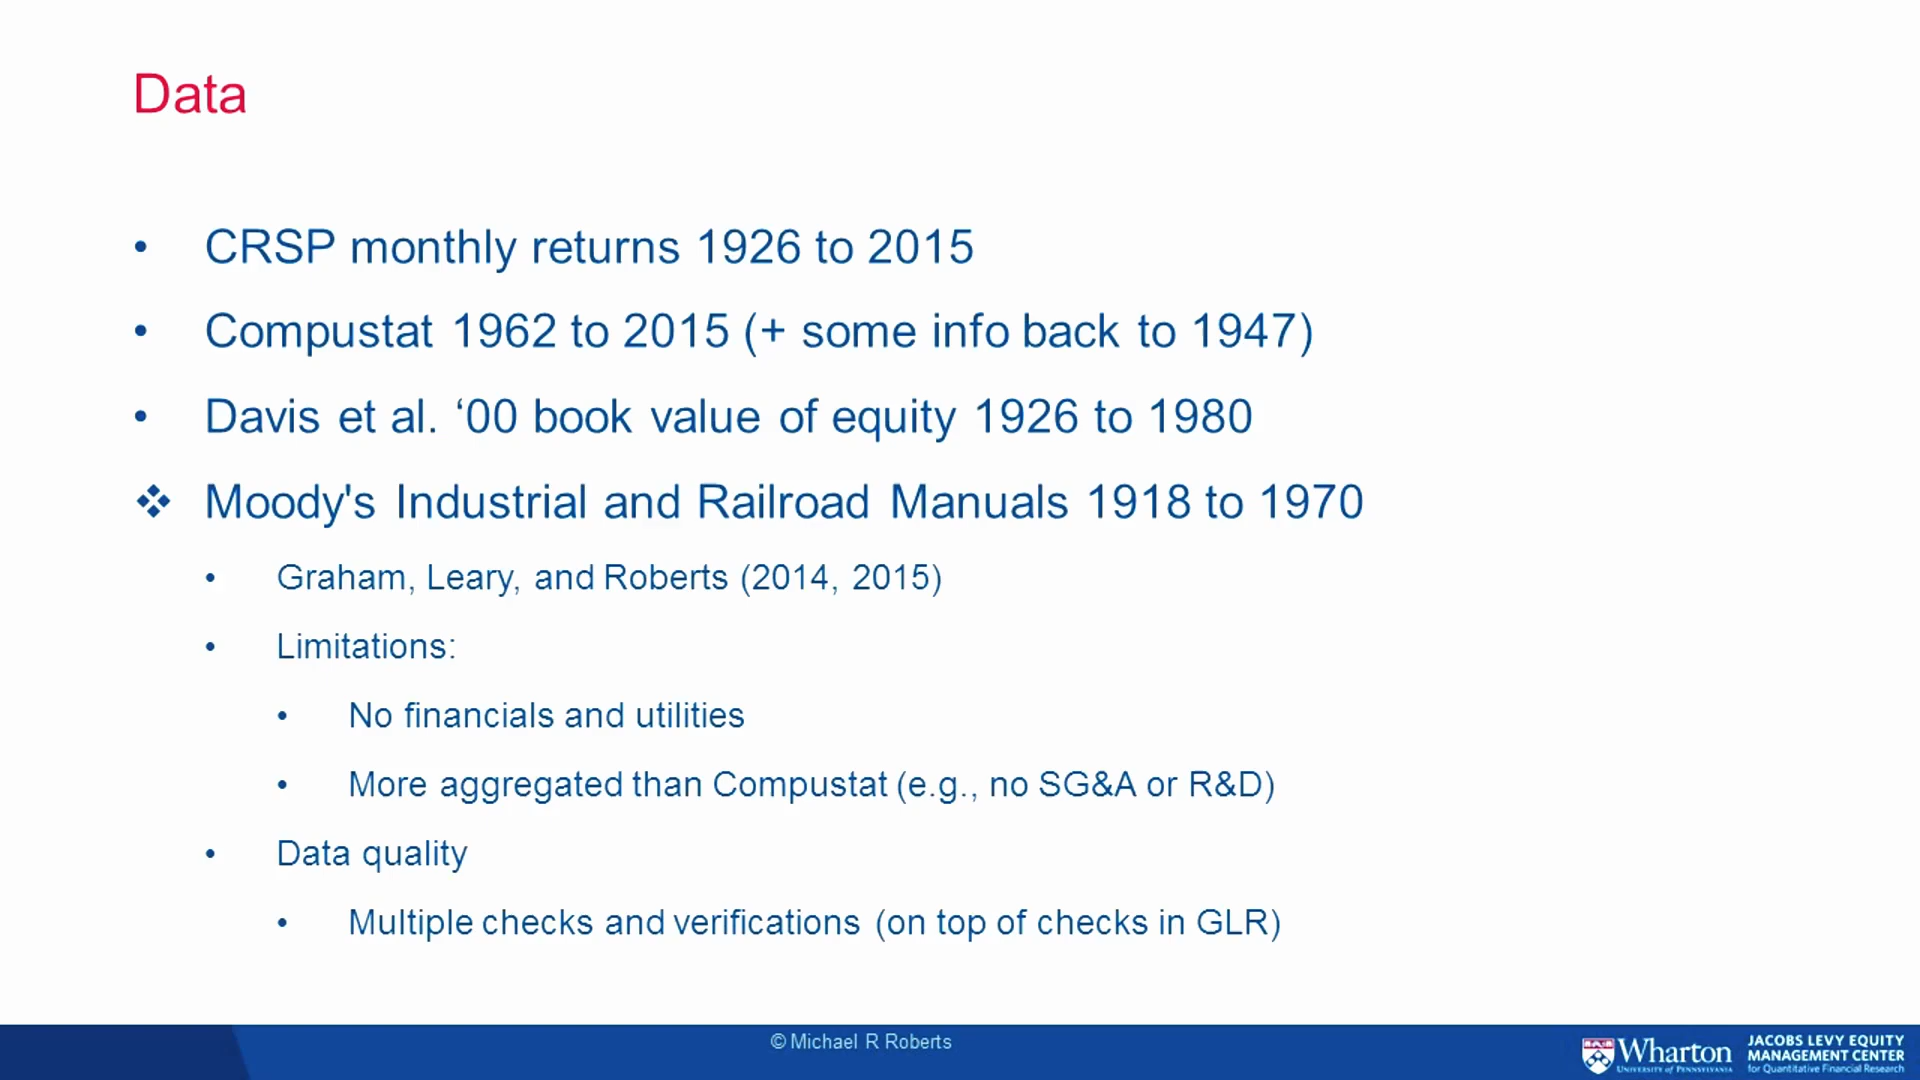 Data
• CRSP monthly returns 1926 to 2015
• Compustat 1962 to 2015 (+ some info back to 1947)
• Davis et al. ‘00 book value of equity 1926 to 1980
❖ Moody's Industrial and Railroad Manuals 1918 to 1970
• Graham, Leary, and Roberts (2014, 2015)
• Limitations:
• No financials and utilities
• More aggregated than Compustat (e.g., no SG&A or R&D)
• Data quality
• Multiple checks and verifications (on top of checks in GLR)
© Michael R Roberts
Wharton
UNIVERSITY of PENNSYLVANIA
JACOBS LEVY EQUITY
MANAGEMENT CENTER
for Quantitative Financial Research